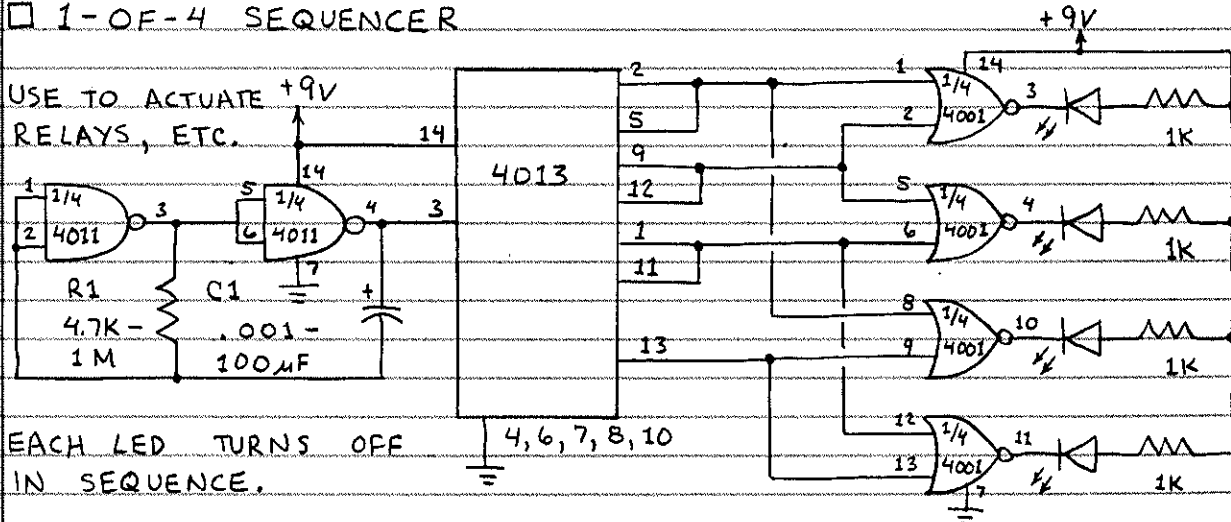 1-OF-4 SEQUENCER
USE TO ACTUATE
RELAYS, ETC.
+9V
14
14
1
2
1/4
4011
3
5
6
1/4
4011
4
7
R1
4.7K-
1M
C1
.001-
100µF
+
3
4013
2
5
9
12
1
11
13
4, 6, 7, 8, 10
+9V
14
1
2
1/4
4001
3
1K
5
6
1/4
4001
4
1K
8
9
1/4
4001
10
1K
12
13
1/4
4001
11
7
1K
EACH LED TURNS OFF
IN SEQUENCE.